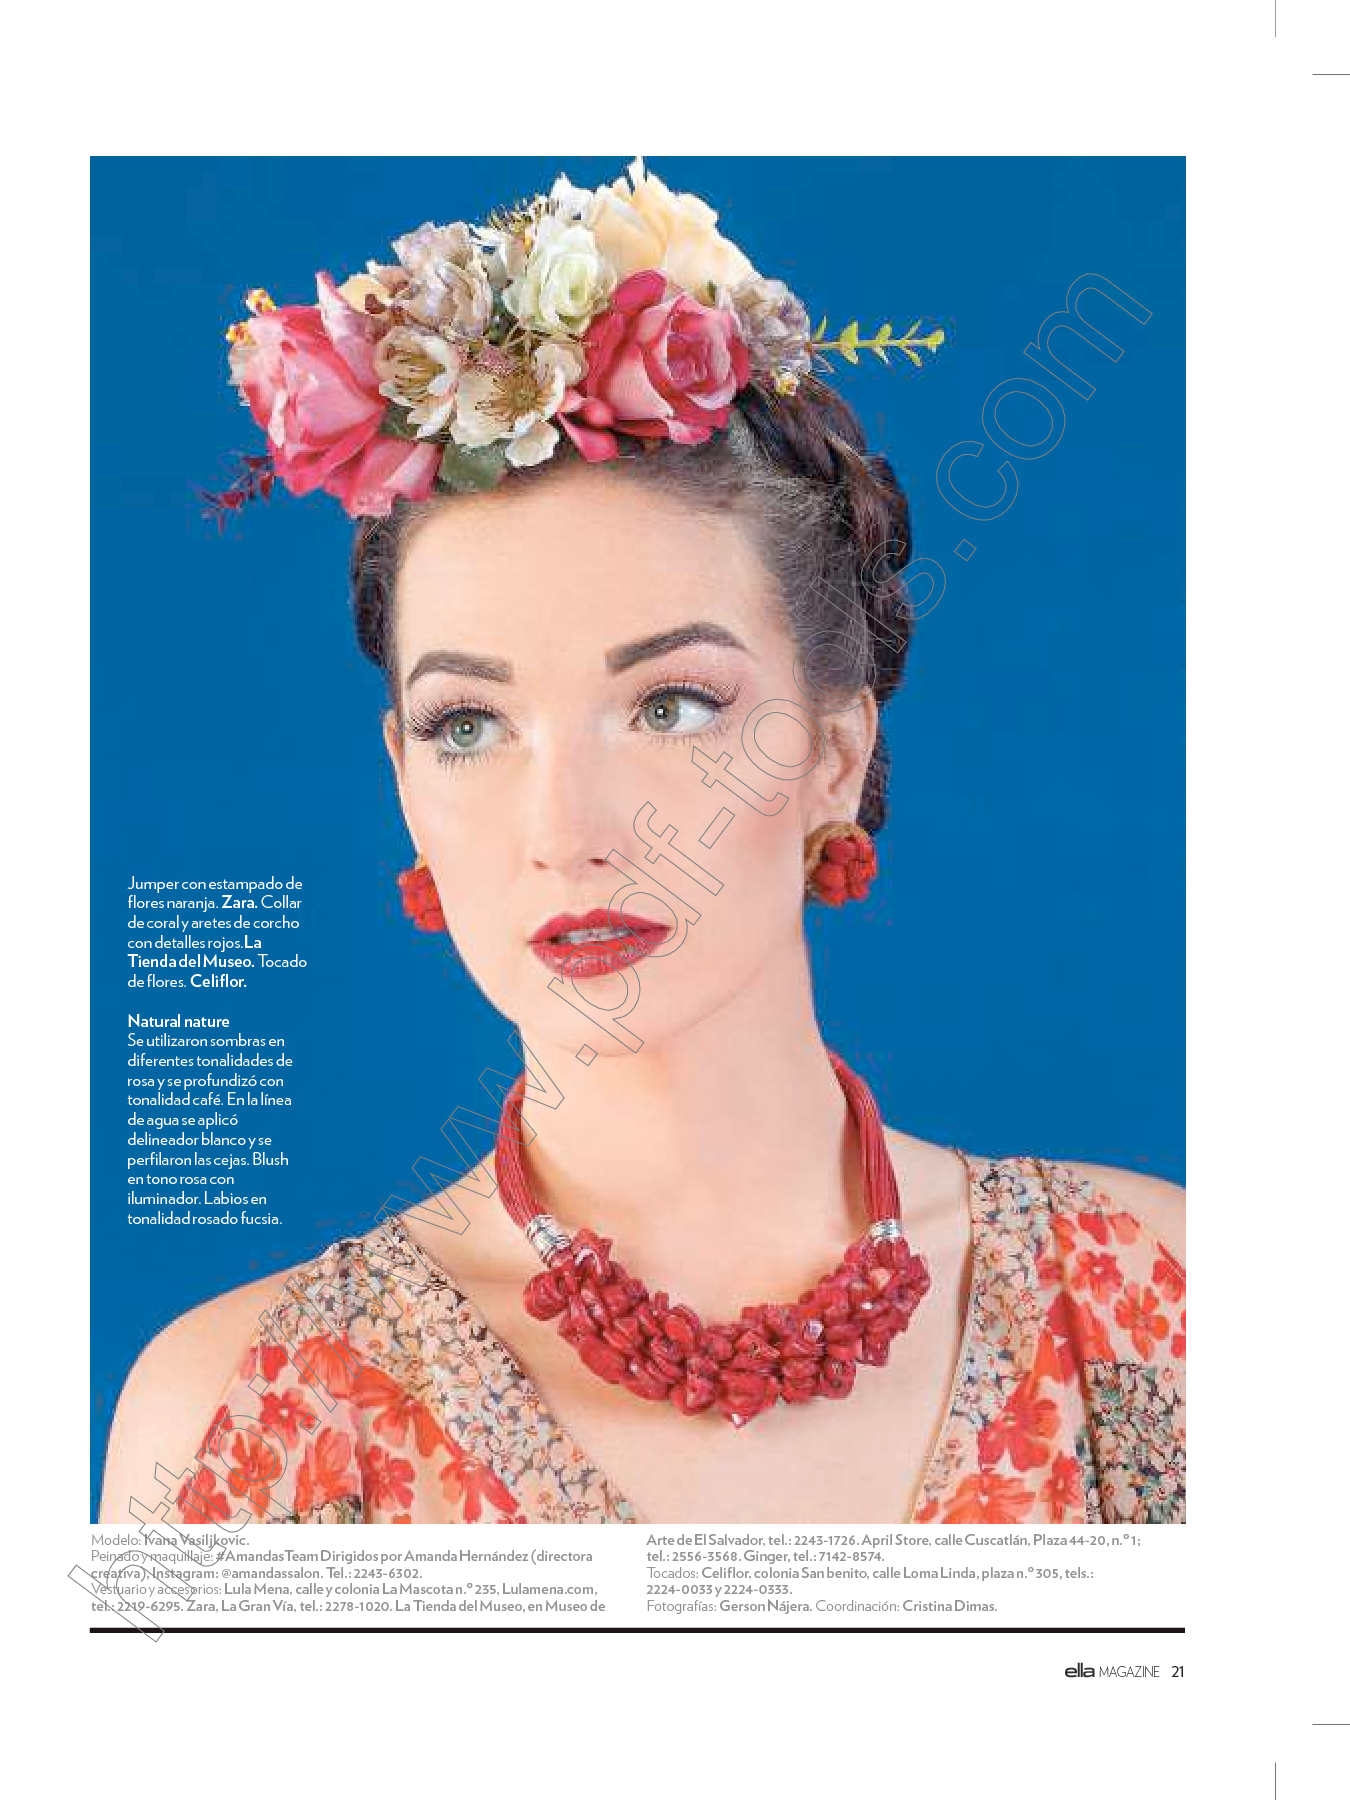 Jumper con estampado de
flores naranja. Zara. Collar
de coral y aretes de corcho
con detalles rojos.La
Tienda del Museo. Tocado
de flores. Celiflor.
Natural nature
Se utilizaron sombras en
diferentes tonalidades de
rosa y se profundizó con
tonalidad café. En la línea
de agua se aplicó
delineador blanco y se
perfilaron las cejas. Blush
en tono rosa con
iluminador. Labios en
tonalidad rosado fucsia.
http://www.pdf-tools.com
Modelo: Ivana Vasiljkovic.
Peinado y maquillaje: #AmandasTeam Dirigidos por Amanda Hernández (directora
creativa), Instagram: @amandassalon. Tel.: 2243-6302.
Vestuario y accesorios: Lula Mena, calle y colonia La Mascota n.º 235, Lulamena.com,
tel.: 2219-6295. Zara, La Gran Vía, tel.: 2278-1020. La Tienda del Museo, en Museo de
Arte de El Salvador, tel.: 2243-1726. April Store, calle Cuscatlán, Plaza 44-20, n.º 1;
tel.: 2556-3568. Ginger, tel.: 7142-8574.
Tocados: Celiflor, colonia San benito, calle Loma Linda, plaza n.º 305, tels.:
2224-0033 y 2224-0333.
Fotografías: Gerson Nájera. Coordinación: Cristina Dimas.
ella MAGAZINE 21